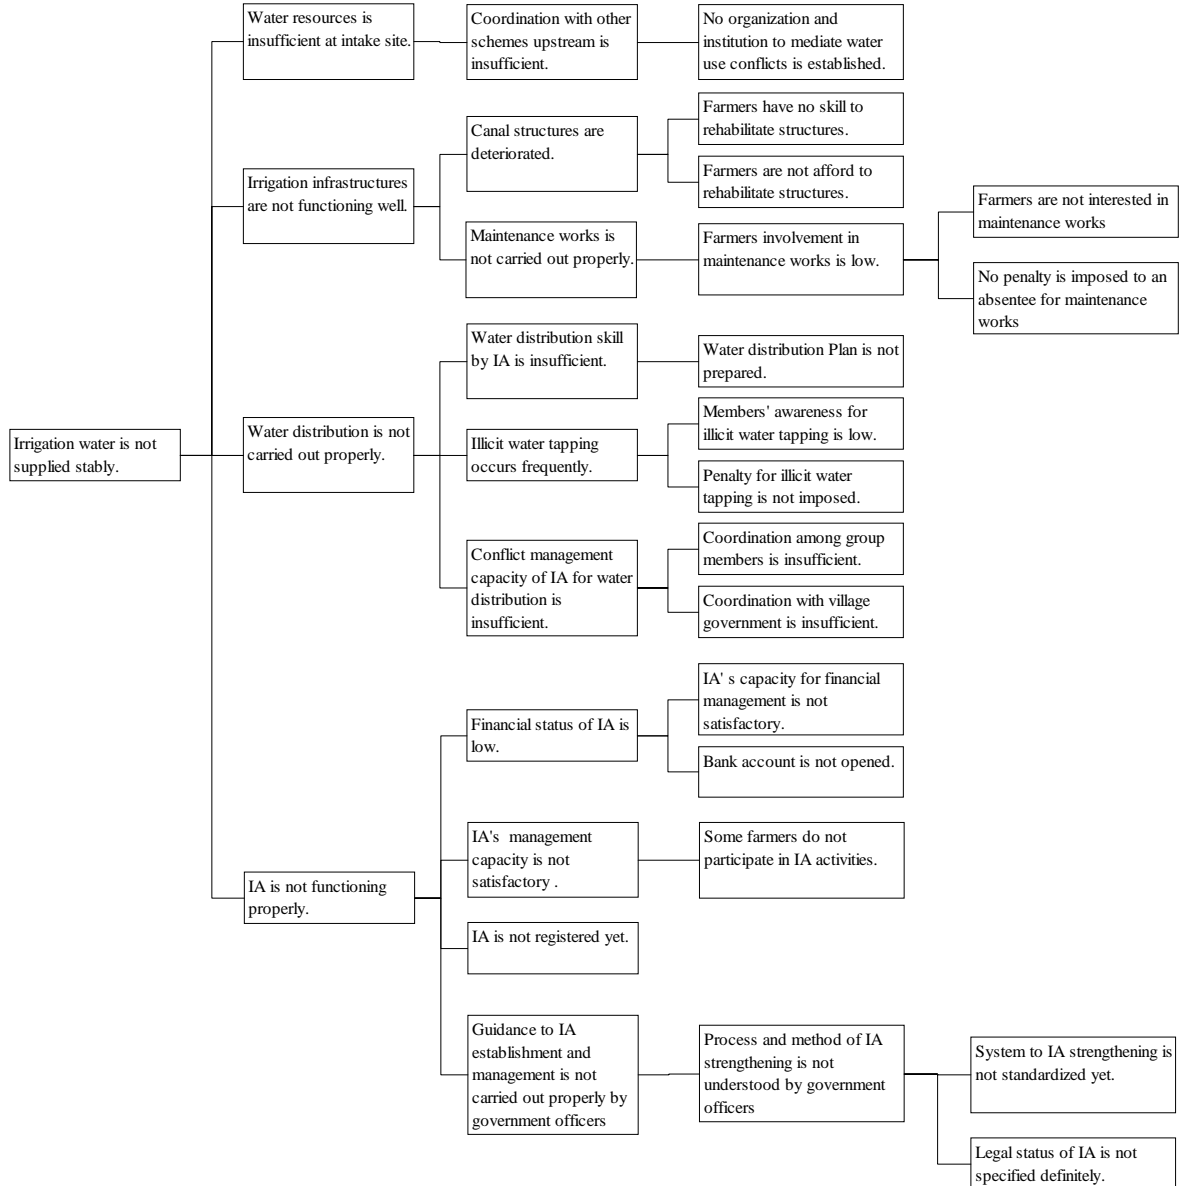 Irrigation water is not
supplied stably.
Water resources is
insufficient at intake site.
Coordination with other
schemes upstream is
insufficient.
No organization and
institution to mediate water
use conflicts is established.
Irrigation infrastructures
are not functioning well.
Canal structures are
deteriorated.
Farmers have no skill to
rehabilitate structures.
Farmers are not afford to
rehabilitate structures.
Maintenance works is
not carried out properly.
Farmers involvement in
maintenance works is low.
Farmers are not interested in
maintenance works
No penalty is imposed to an
absentee for maintenance
works
Water distribution is not
carried out properly.
Water distribution skill
by IA is insufficient.
Water distribution Plan is not
prepared.
Illicit water tapping
occurs frequently.
Members' awareness for
illicit water tapping is low.
Penalty for illicit water
tapping is not imposed.
Conflict management
capacity of IA for water
distribution is
insufficient.
Coordination among group
members is insufficient.
Coordination with village
government is insufficient.
IA is not functioning
properly.
Financial status of IA is
low.
IA' s capacity for financial
management is not
satisfactory.
Bank account is not opened.
IA's  management
capacity is not
satisfactory .
Some farmers do not
participate in IA activities.
IA is not registered yet.
Guidance to IA
establishment and
management is not
carried out properly by
government officers
Process and method of IA
strengthening is not
understood by government
officers
System to IA strengthening is
not standardized yet.
Legal status of IA is not
specified definitely.